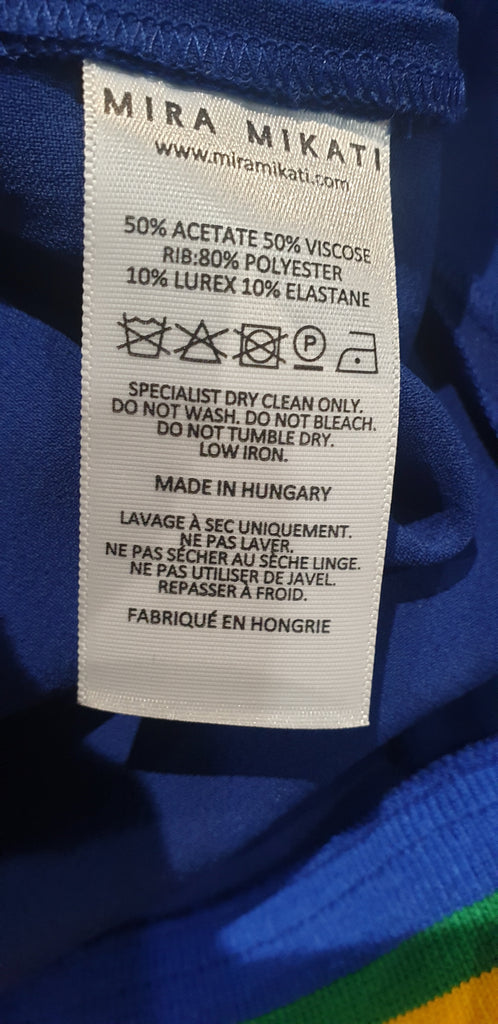 MIRA MIKATI
www.miramikati.com
50% ACETATE 50% VISCOSE
RIB:80% POLYESTER
10% LUREX 10% ELASTANE
P
SPECIALIST DRY CLEAN ONLY.
DO NOT WASH. DO NOT BLEACH.
DO NOT TUMBLE DRY.
LOW IRON.
MADE IN HUNGARY
LAVAGE À SEC UNIQUEMENT.
NE PAS LAVER.
NE PAS SÉCHER AU SÈCHE LINGE.
NE PAS UTILISER DE JAVEL.
REPASSER À FROID.
FABRIQUÉ EN HONGRIE